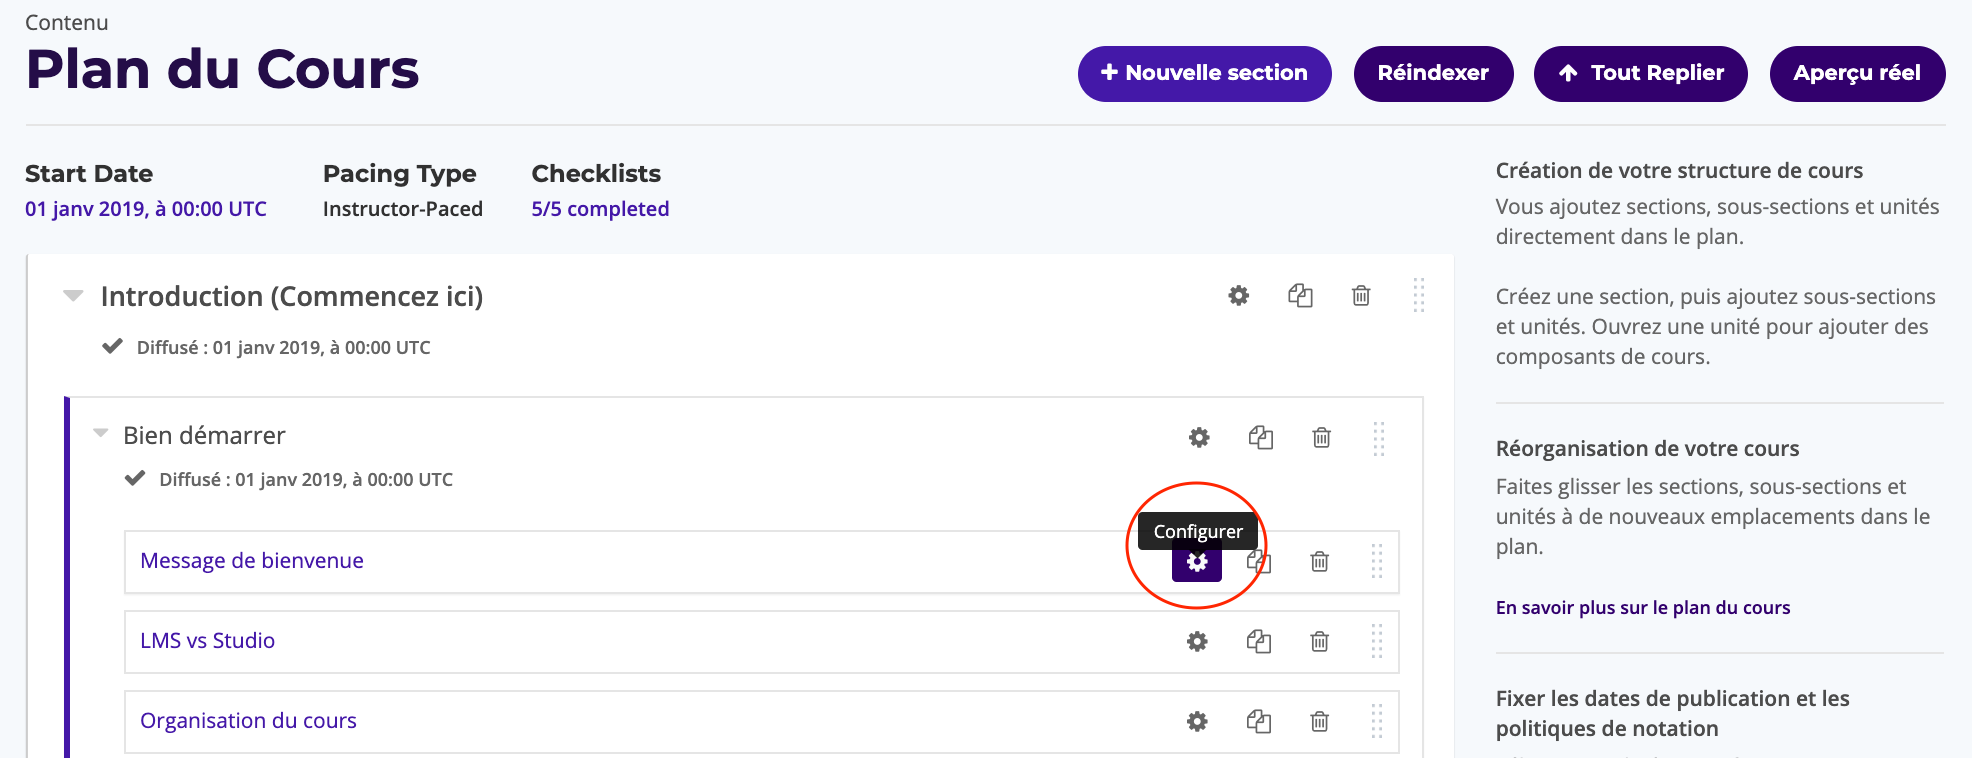 Contenu
Plan du Cours
+ Nouvelle section
Réindexer
Tout Replier
Aperçu réel
Start Date
01 janv 2019, à 00:00 UTC
Pacing Type
Instructor-Paced
Checklists
5/5 completed
Introduction (Commencez ici)
Diffusé : 01 janv 2019, à 00:00 UTC
Bien démarrer
Diffusé : 01 janv 2019, à 00:00 UTC
Configurer
Message de bienvenue
LMS vs Studio
Organisation du cours
Création de votre structure de cours
Vous ajoutez sections, sous-sections et unités
directement dans le plan.
Créez une section, puis ajoutez sous-sections
et unités. Ouvrez une unité pour ajouter des
composants de cours.
Réorganisation de votre cours
Faites glisser les sections, sous-sections et
unités à de nouveaux emplacements dans le
plan.
En savoir plus sur le plan du cours
Fixer les dates de publication et les
politiques de notation